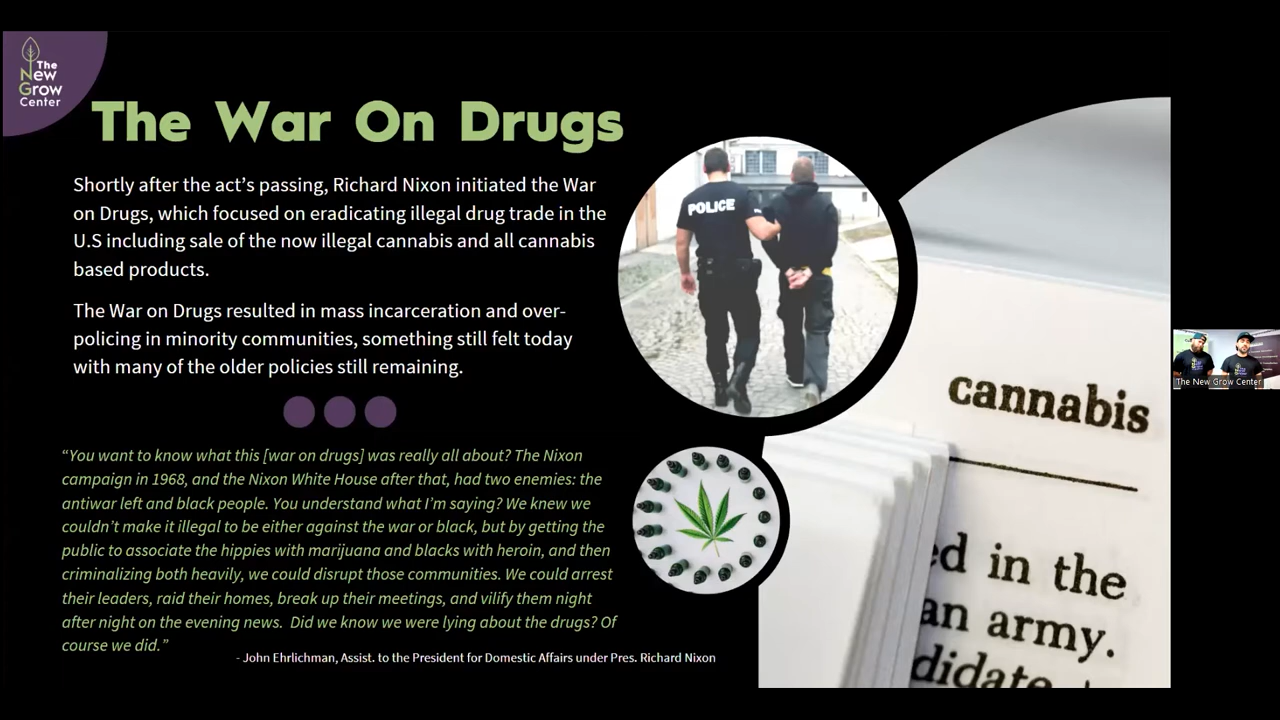 The
New
Grow
Center
The War On Drugs
Shortly after the act's passing, Richard Nixon initiated the War
on Drugs, which focused on eradicating illegal drug trade in the
U.S including sale of the now illegal cannabis and all cannabis
based products.
The War on Drugs resulted in mass incarceration and over-
policing in minority communities, something still felt today
with many of the older policies still remaining.
“You want to know what this [war on drugs] was really all about? The Nixon
campaign in 1968, and the Nixon White House after that, had two enemies: the
antiwar left and black people. You understand what I’m saying? We knew we
couldn’t make it illegal to be either against the war or black, but by getting the
public to associate the hippies with marijuana and blacks with heroin, and then
criminalizing both heavily, we could disrupt those communities. We could arrest
their leaders, raid their homes, break up their meetings, and vilify them night
after night on the evening news. Did we know we were lying about the drugs? Of
course we did.”
- John Ehrlichman, Assist. to the President for Domestic Affairs under Pres. Richard Nixon
POLICE
cannabis
ed in the
an army.
didate
The New Grow Center